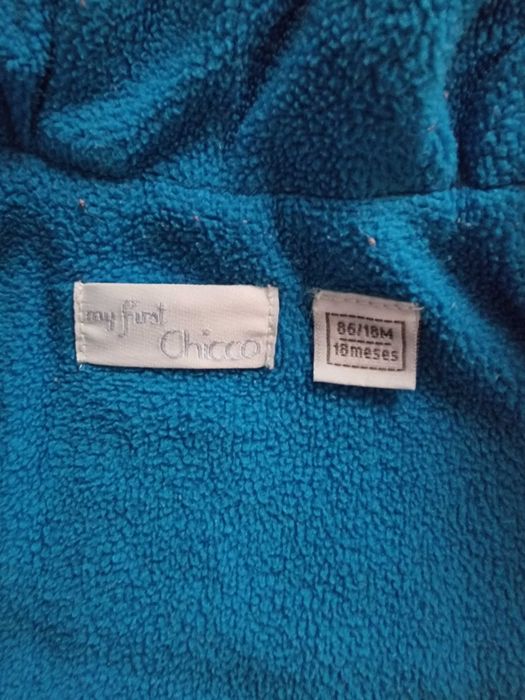 my first
Chicco
86/18M
18meses